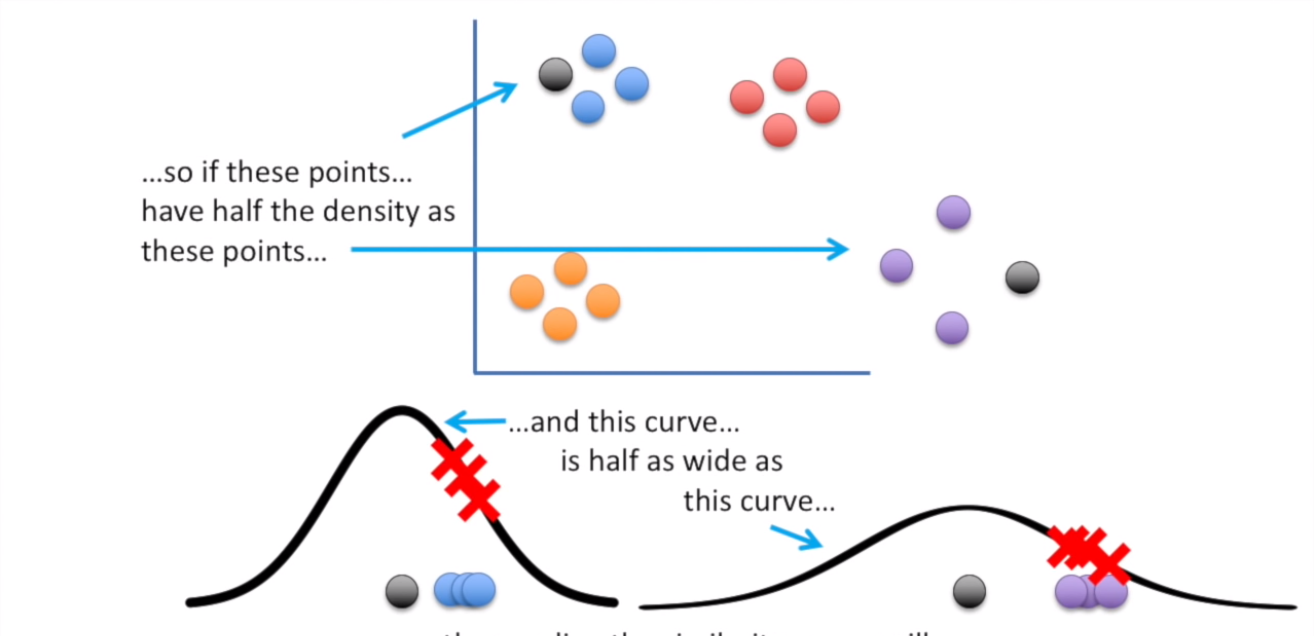 ...so if these points...
have half the density as
these points...
...and this curve...
is half as wide as
this curve...